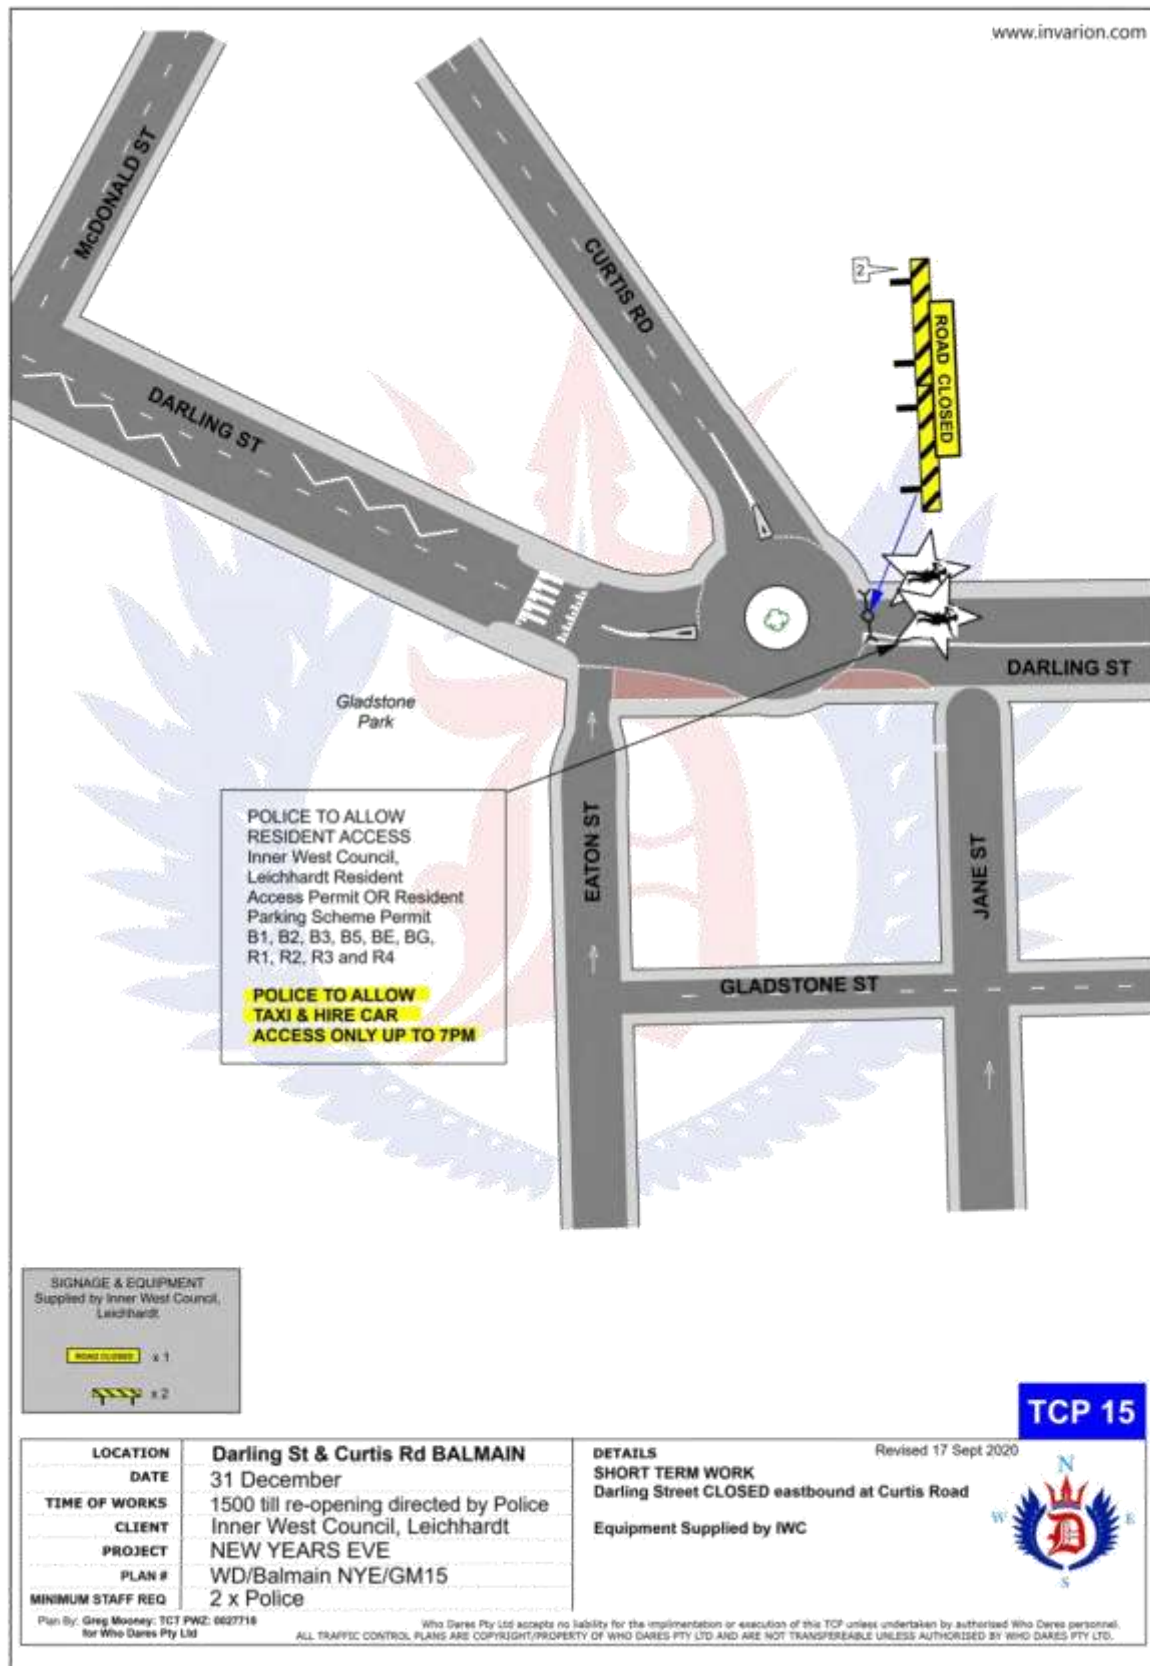 www.invarion.com
McDONALD ST
CURTIS RD
2
ROAD CLOSED
DARLING ST
DARLING ST
Gladstone
Park
POLICE TO ALLOW
RESIDENT ACCESS
Inner West Council,
Leichhardt Resident
Access Permit OR Resident
Parking Scheme Permit
B1, B2, B3, B5, BE, BG,
R1, R2, R3 and R4
POLICE TO ALLOW
TAXI & HIRE CAR
ACCESS ONLY UP TO 7PM
EATON ST
JANE ST
GLADSTONE ST
SIGNAGE & EQUIPMENT
Supplied by Inner West Council,
Leichhardt
ROAD CLOSED x 1
x 2
TCP 15
LOCATION Darling St & Curtis Rd BALMAIN
DATE 31 December
TIME OF WORKS 1500 till re-opening directed by Police
CLIENT Inner West Council, Leichhardt
PROJECT NEW YEARS EVE
PLAN # WD/Balmain NYE/GM15
MINIMUM STAFF REQ 2 x Police
DETAILS Revised 17 Sept 2020
SHORT TERM WORK
Darling Street CLOSED eastbound at Curtis Road
Equipment Supplied by IWC
N
W E
D
S
Plan By: Greg Mooney: TCT PWZ: 0027718
for Who Dares Pty Ltd
Who Dares Pty Ltd accepts no liability for the implimentation or execution of this TCP unless undertaken by authorised Who Dares personnel.
ALL TRAFFIC CONTROL PLANS ARE COPYRIGHT/PROPERTY OF WHO DARES PTY LTD AND ARE NOT TRANSFEREABLE UNLESS AUTHORISED BY WHO DARES PTY LTD.